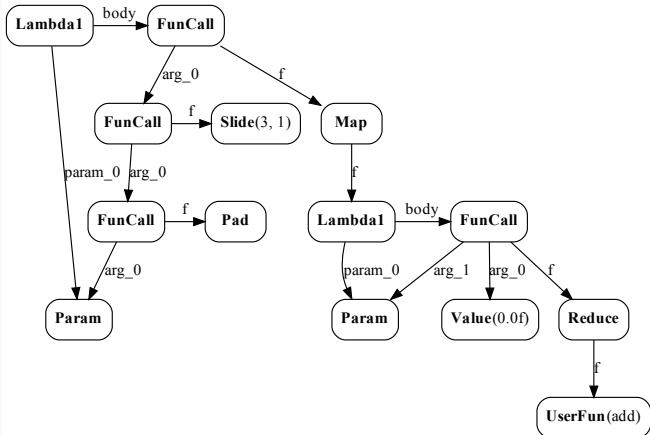 Lambda1 body FunCall
arg_0 f
FunCall f Slide(3, 1) Map
param_0 arg_0 f
FunCall f Pad Lambda1 body FunCall
arg_0 param_0 arg_1 arg_0 f
Param Param Value(0.0f) Reduce
f
UserFun(add)